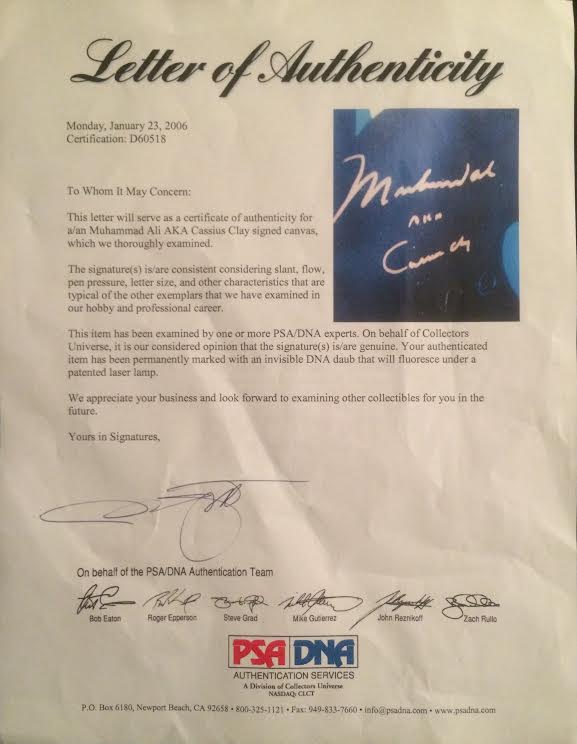 Letter of Authenticity
Monday, January 23, 2006
Certification: D60518
Muhammad
AKA
To Whom It May Concern:
This letter will serve as a certificate of authenticity for
a/an Muhammad Ali AKA Cassius Clay signed canvas,
which we thoroughly examined.
The signature(s) is/are consistent considering slant, flow,
pen pressure, letter size, and other characteristics that are
typical of the other exemplars that we have examined in
our hobby and professional career.
This item has been examined by one or more PSA/DNA experts. On behalf of Collectors
Universe, it is our considered opinion that the signature(s) is/are genuine. Your authenticated
item has been permanently marked with an invisible DNA daub that will fluoresce under a
patented laser lamp.
We appreciate your business and look forward to examining other collectibles for you in the
future.
Yours in Signatures,
On behalf of the PSA/DNA Authentication Team
Bob Eaton Roger Epperson Steve Grad Mike Gutierrez John Reznikoff Zach Rullo
PSA DNA
AUTHENTICATION SERVICES
A Division of Collectors Universe
NASDAQ: CLCT
P.O. Box 6180, Newport Beach, CA 92658 • 800-325-1121 • Fax: 949-833-7660 • info@psadna.com • www.psadna.com